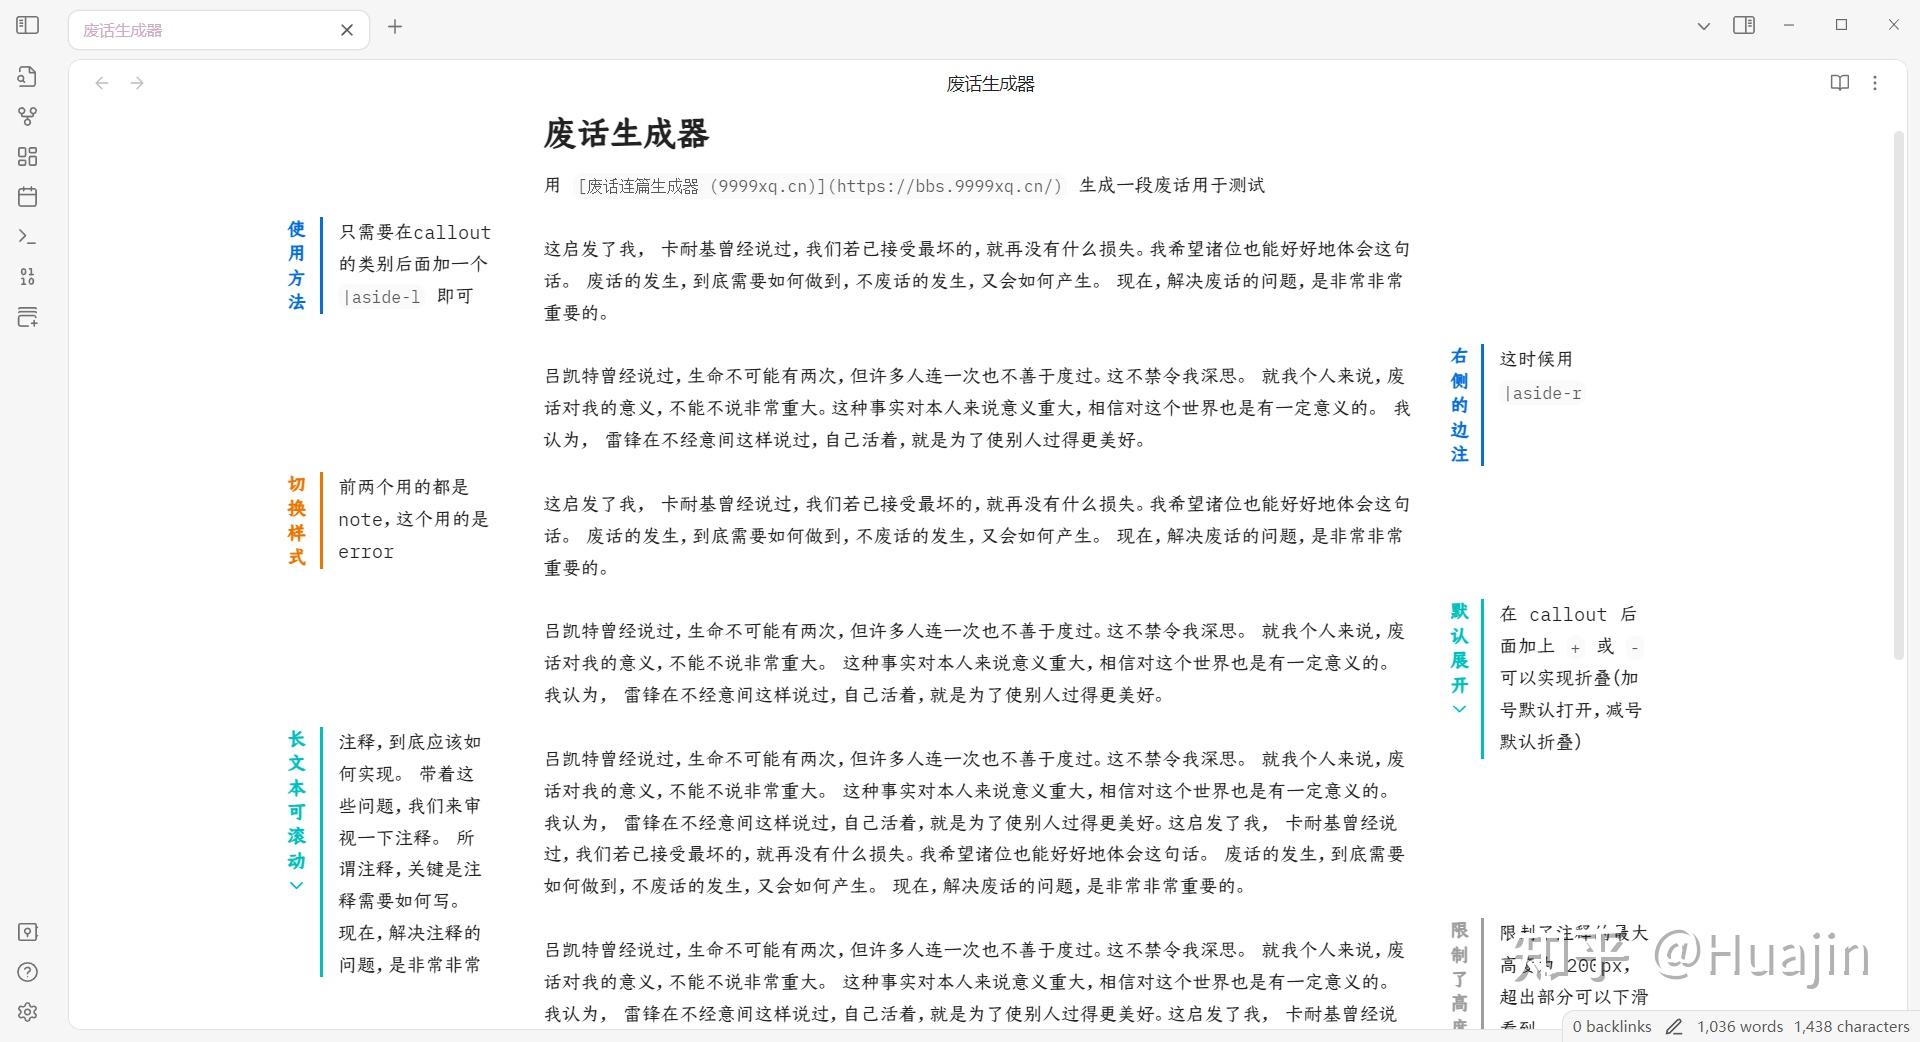 废话生成器
废话生成器
废话生成器
用 [废话连篇生成器 (9999xq.cn)](https://bbs.9999xq.cn/) 生成一段废话用于测试
使用方法
只需要在callout
的类别后面加一个
|aside-l 即可
这启发了我, 卡耐基曾经说过, 我们若已接受最坏的, 就再没有什么损失。我希望诸位也能好好地体会这句
话。 废话的发生, 到底需要如何做到, 不废话的发生, 又会如何产生。 现在, 解决废话的问题, 是非常非常
重要的。
吕凯特曾经说过, 生命不可能有两次, 但许多人连一次也不善于度过。这不禁令我深思。 就我个人来说, 废
话对我的意义, 不能不说非常重大。这种事实对本人来说意义重大, 相信对这个世界也是有一定意义的。 我
认为, 雷锋在不经意间这样说过, 自己活着, 就是为了使别人过得更美好。
右侧的边注
这时候用
|aside-r
切换样式
前两个用的都是
note, 这个用的是
error
这启发了我, 卡耐基曾经说过, 我们若已接受最坏的, 就再没有什么损失。我希望诸位也能好好地体会这句
话。 废话的发生, 到底需要如何做到, 不废话的发生, 又会如何产生。 现在, 解决废话的问题, 是非常非常
重要的。
吕凯特曾经说过, 生命不可能有两次, 但许多人连一次也不善于度过。这不禁令我深思。 就我个人来说, 废
话对我的意义, 不能不说非常重大。 这种事实对本人来说意义重大, 相信对这个世界也是有一定意义的。
我认为, 雷锋在不经意间这样说过, 自己活着, 就是为了使别人过得更美好。
默认展开
在 callout 后
面加上 + 或 -
可以实现折叠(加
号默认打开, 减号
默认折叠)
长文本可滚动
注释, 到底应该如
何实现。 带着这
些问题, 我们来审
视一下注释。 所
谓注释, 关键是注
释需要如何写。
现在, 解决注释的
问题, 是非常非常
吕凯特曾经说过, 生命不可能有两次, 但许多人连一次也不善于度过。这不禁令我深思。 就我个人来说, 废
话对我的意义, 不能不说非常重大。 这种事实对本人来说意义重大, 相信对这个世界也是有一定意义的。
我认为, 雷锋在不经意间这样说过, 自己活着, 就是为了使别人过得更美好。这启发了我, 卡耐基曾经说
过, 我们若已接受最坏的, 就再没有什么损失。我希望诸位也能好好地体会这句话。 废话的发生, 到底需要
如何做到, 不废话的发生, 又会如何产生。 现在, 解决废话的问题, 是非常非常重要的。
吕凯特曾经说过, 生命不可能有两次, 但许多人连一次也不善于度过。这不禁令我深思。 就我个人来说, 废
话对我的意义, 不能不说非常重大。 这种事实对本人来说意义重大, 相信对这个世界也是有一定意义的。
我认为, 雷锋在不经意间这样说过, 自己活着, 就是为了使别人过得更美好。这启发了我, 卡耐基曾经说
限制了高度
限制了注释的最大
高度为 200px,
超出部分可以下滑
看到
知乎 @Huajin
0 backlinks 1,036 words 1,438 characters